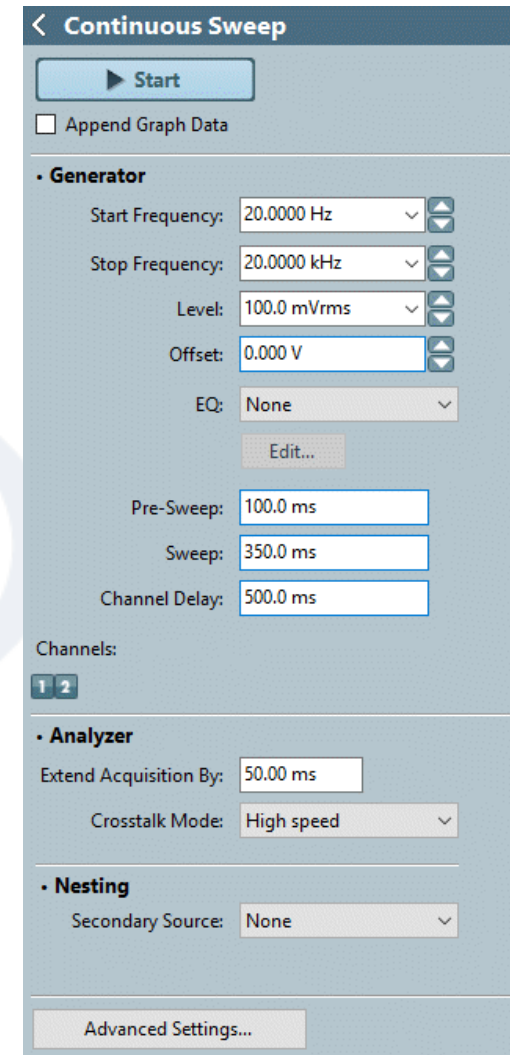 Continuous Sweep
Start
Append Graph Data
• Generator
Start Frequency: 20.0000 Hz
Stop Frequency: 20.0000 kHz
Level: 100.0 mVrms
Offset: 0.000 V
EQ: None
Edit...
Pre-Sweep: 100.0 ms
Sweep: 350.0 ms
Channel Delay: 500.0 ms
Channels:
1 2
• Analyzer
Extend Acquisition By: 50.00 ms
Crosstalk Mode: High speed
• Nesting
Secondary Source: None
Advanced Settings...